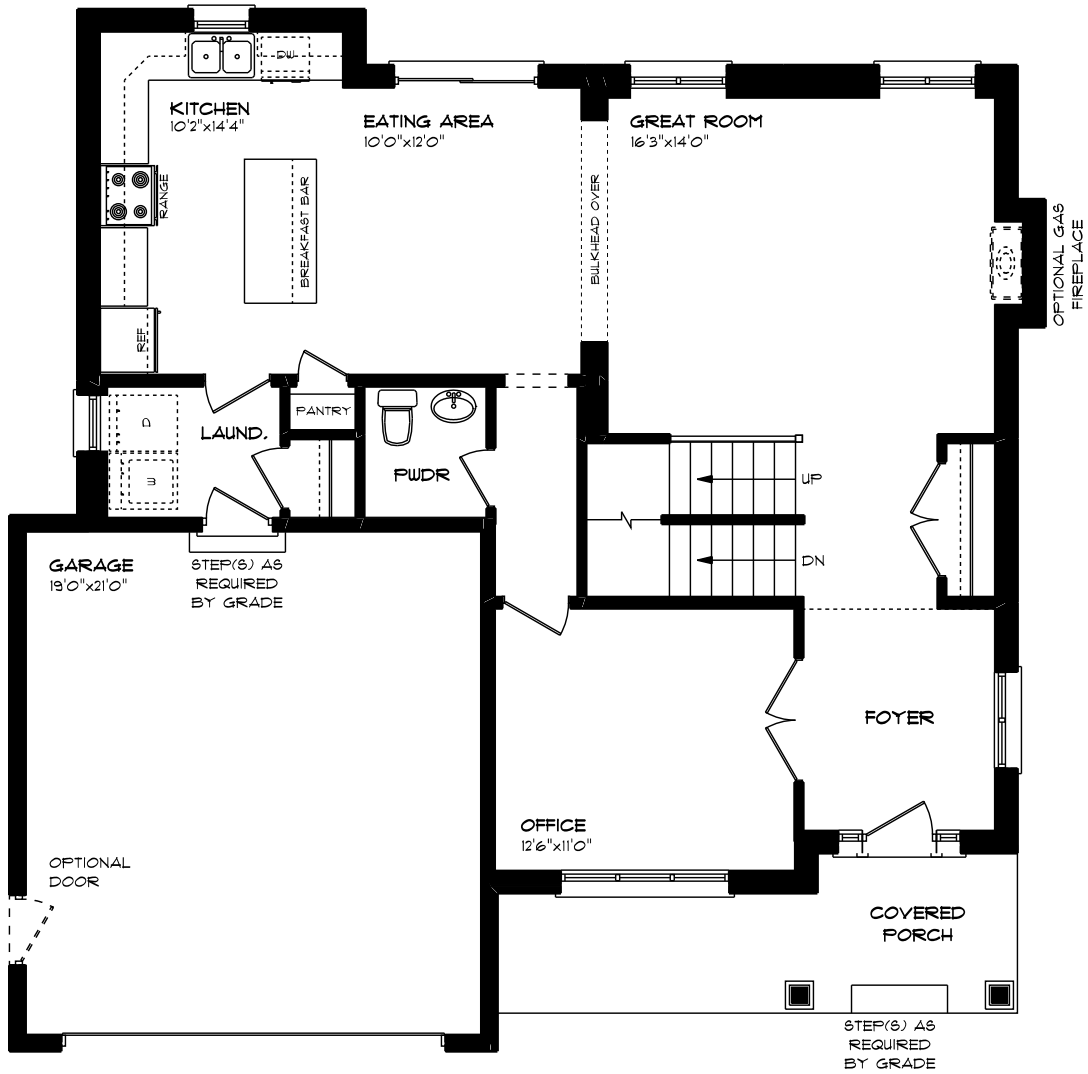 DW
KITCHEN
10'2"x14'4"
EATING AREA
10'0"x12'0"
GREAT ROOM
16'3"x14'0"
RANGE
BREAKFAST BAR
BULKHEAD OVER
OPTIONAL GAS
FIREPLACE
REF
PANTRY
D
LAUND.
W
PWDR
UP
DN
GARAGE
19'0"x21'0"
STEP(S) AS
REQUIRED
BY GRADE
FOYER
OFFICE
12'6"x11'0"
OPTIONAL
DOOR
COVERED
PORCH
STEP(S) AS
REQUIRED
BY GRADE